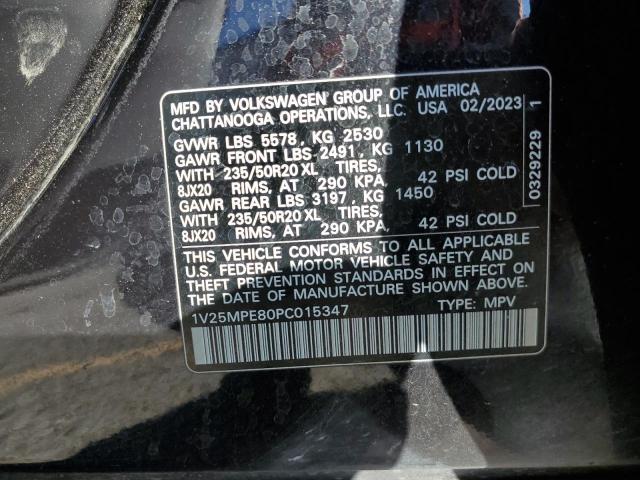 MFD BY VOLKSWAGEN GROUP OF AMERICA
CHATTANOOGA OPERATIONS, LLC. USA 02/2023
GVWR LBS 5578, KG 2530
GAWR FRONT LBS 2491, KG 1130
WITH 235/50R20 XL TIRES,
8JX20 RIMS, AT 290 KPA, 42 PSI COLD
GAWR REAR LBS 3197, KG 1450
WITH 235/50R20 XL TIRES,
8JX20 RIMS, AT 290 KPA, 42 PSI COLD
THIS VEHICLE CONFORMS TO ALL APPLICABLE
U.S. FEDERAL MOTOR VEHICLE SAFETY AND
THEFT PREVENTION STANDARDS IN EFFECT ON
THE DATE OF MANUFACTURE SHOWN ABOVE.
1V25MPE80PC015347 TYPE: MPV
0329229 1